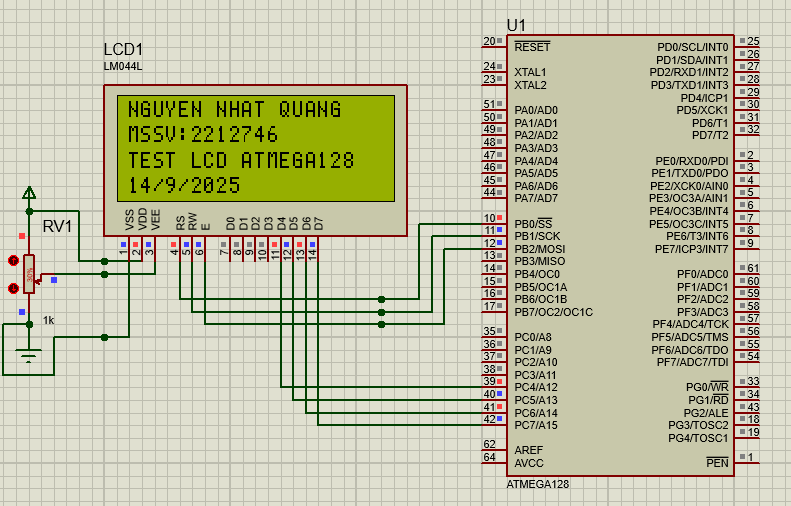 LCD1
LM044L
NGUYEN NHAT QUANG
MSSV:2212746
TEST LCD ATMEGA128
14/9/2025
VSS VDD VEE RS RW E D0 D1 D2 D3 D4 D5 D6 D7
1 2 3 4 5 6 7 8 9 10 11 12 13 14
RV1
1k
U1
20 RESET PD0/SCL/INT0 25
PD1/SDA/INT1 26
24 XTAL1 PD2/RXD1/INT2 27
23 XTAL2 PD3/TXD1/INT3 28
PD4/ICP1 29
51 PA0/AD0 PD5/XCK1 30
50 PA1/AD1 PD6/T1 31
49 PA2/AD2 PD7/T2 32
48 PA3/AD3
47 PA4/AD4 PE0/RXD0/PDI 2
46 PA5/AD5 PE1/TXD0/PDO 3
45 PA6/AD6 PE2/XCK0/AIN0 4
44 PA7/AD7 PE3/OC3A/AIN1 5
PE4/OC3B/INT4 6
10 PB0/SS PE5/OC3C/INT5 7
11 PB1/SCK PE6/T3/INT6 8
12 PB2/MOSI PE7/ICP3/INT7 9
13 PB3/MISO
14 PB4/OC0 PF0/ADC0 61
15 PB5/OC1A PF1/ADC1 60
16 PB6/OC1B PF2/ADC2 59
17 PB7/OC2/OC1C PF3/ADC3 58
PF4/ADC4/TCK 57
35 PC0/A8 PF5/ADC5/TMS 56
36 PC1/A9 PF6/ADC6/TDO 55
37 PC2/A10 PF7/ADC7/TDI 54
38 PC3/A11
39 PC4/A12 PG0/WR 33
40 PC5/A13 PG1/RD 34
41 PC6/A14 PG2/ALE 43
42 PC7/A15 PG3/TOSC2 18
PG4/TOSC1 19
62 AREF
64 AVCC PEN 1
ATMEGA128